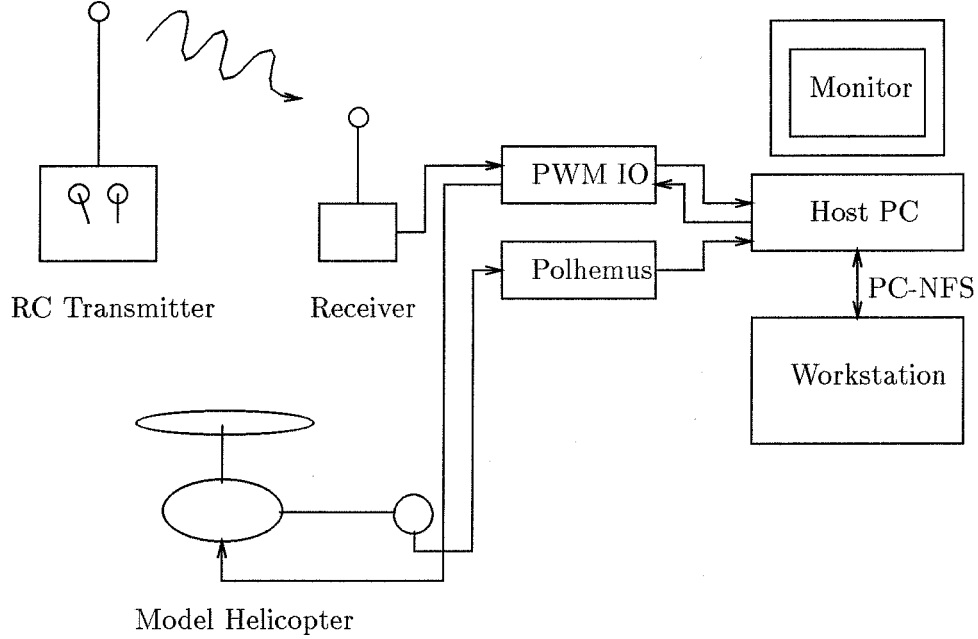 Monitor
PWM IO
Host PC
Polhemus
PC-NFS
RC Transmitter
Receiver
Workstation
Model Helicopter